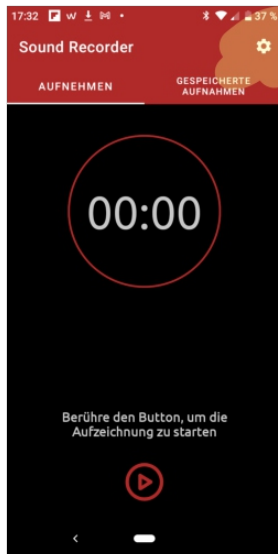 17:32 37 %
Sound Recorder
AUFNEHMEN
GESPEICHERTE
AUFNAHMEN
00:00
Berühre den Button, um die
Aufzeichnung zu starten